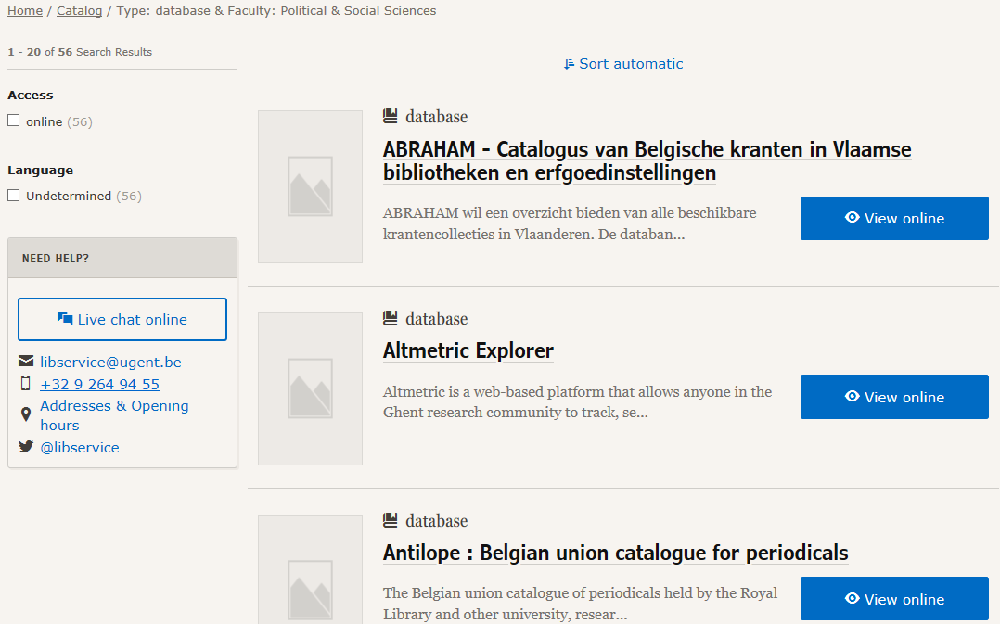 Home / Catalog / Type: database & Faculty: Political & Social Sciences
1 - 20 of 56 Search Results
Sort automatic
Access
online (56)
Language
Undetermined (56)
NEED HELP?
Live chat online
libservice@ugent.be
+32 9 264 94 55
Addresses & Opening
hours
@libservice
database
ABRAHAM - Catalogus van Belgische kranten in Vlaamse
bibliotheken en erfgoedinstellingen
ABRAHAM wil een overzicht bieden van alle beschikbare
krantencollecties in Vlaanderen. De databan...
View online
database
Altmetric Explorer
Altmetric is a web-based platform that allows anyone in the
Ghent research community to track, se...
View online
database
Antilope : Belgian union catalogue for periodicals
The Belgian union catalogue of periodicals held by the Royal
Library and other university, resear...
View online